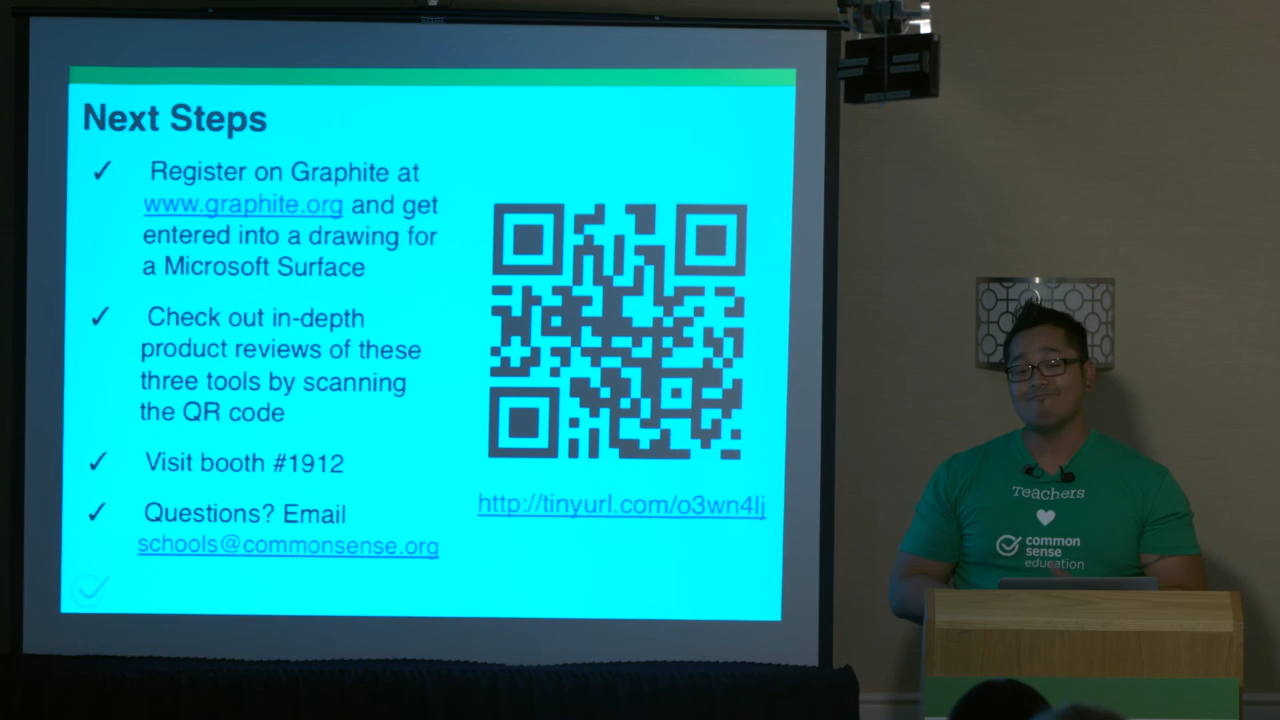 Next Steps
✓ Register on Graphite at
www.graphite.org and get
entered into a drawing for
a Microsoft Surface
✓ Check out in-depth
product reviews of these
three tools by scanning
the QR code
✓ Visit booth #1912
✓ Questions? Email
schools@commonsense.org
http://tinyurl.com/o3wn4lj
Teachers
common
sense
education